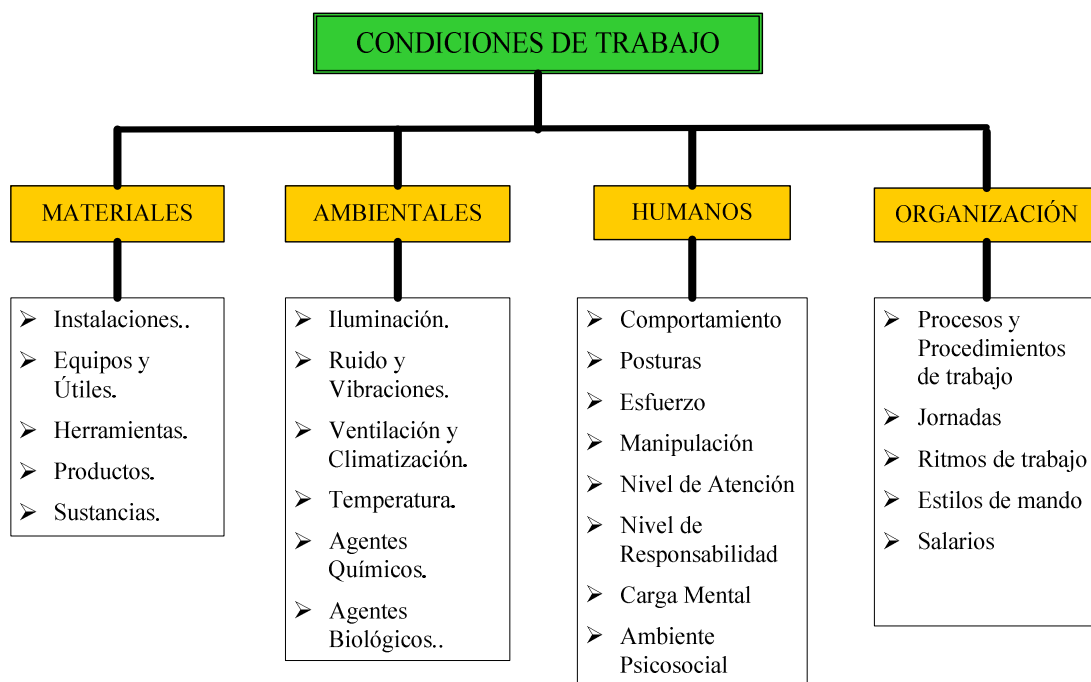 CONDICIONES DE TRABAJO
MATERIALES
➢ Instalaciones..
➢ Equipos y
Útiles.
➢ Herramientas.
➢ Productos.
➢ Sustancias.
AMBIENTALES
➢ Iluminación.
➢ Ruido y
Vibraciones.
➢ Ventilación y
Climatización.
➢ Temperatura.
➢ Agentes
Químicos.
➢ Agentes
Biológicos..
HUMANOS
➢ Comportamiento
➢ Posturas
➢ Esfuerzo
➢ Manipulación
➢ Nivel de Atención
➢ Nivel de
Responsabilidad
➢ Carga Mental
➢ Ambiente
Psicosocial
ORGANIZACIÓN
➢ Procesos y
Procedimientos
de trabajo
➢ Jornadas
➢ Ritmos de trabajo
➢ Estilos de mando
➢ Salarios